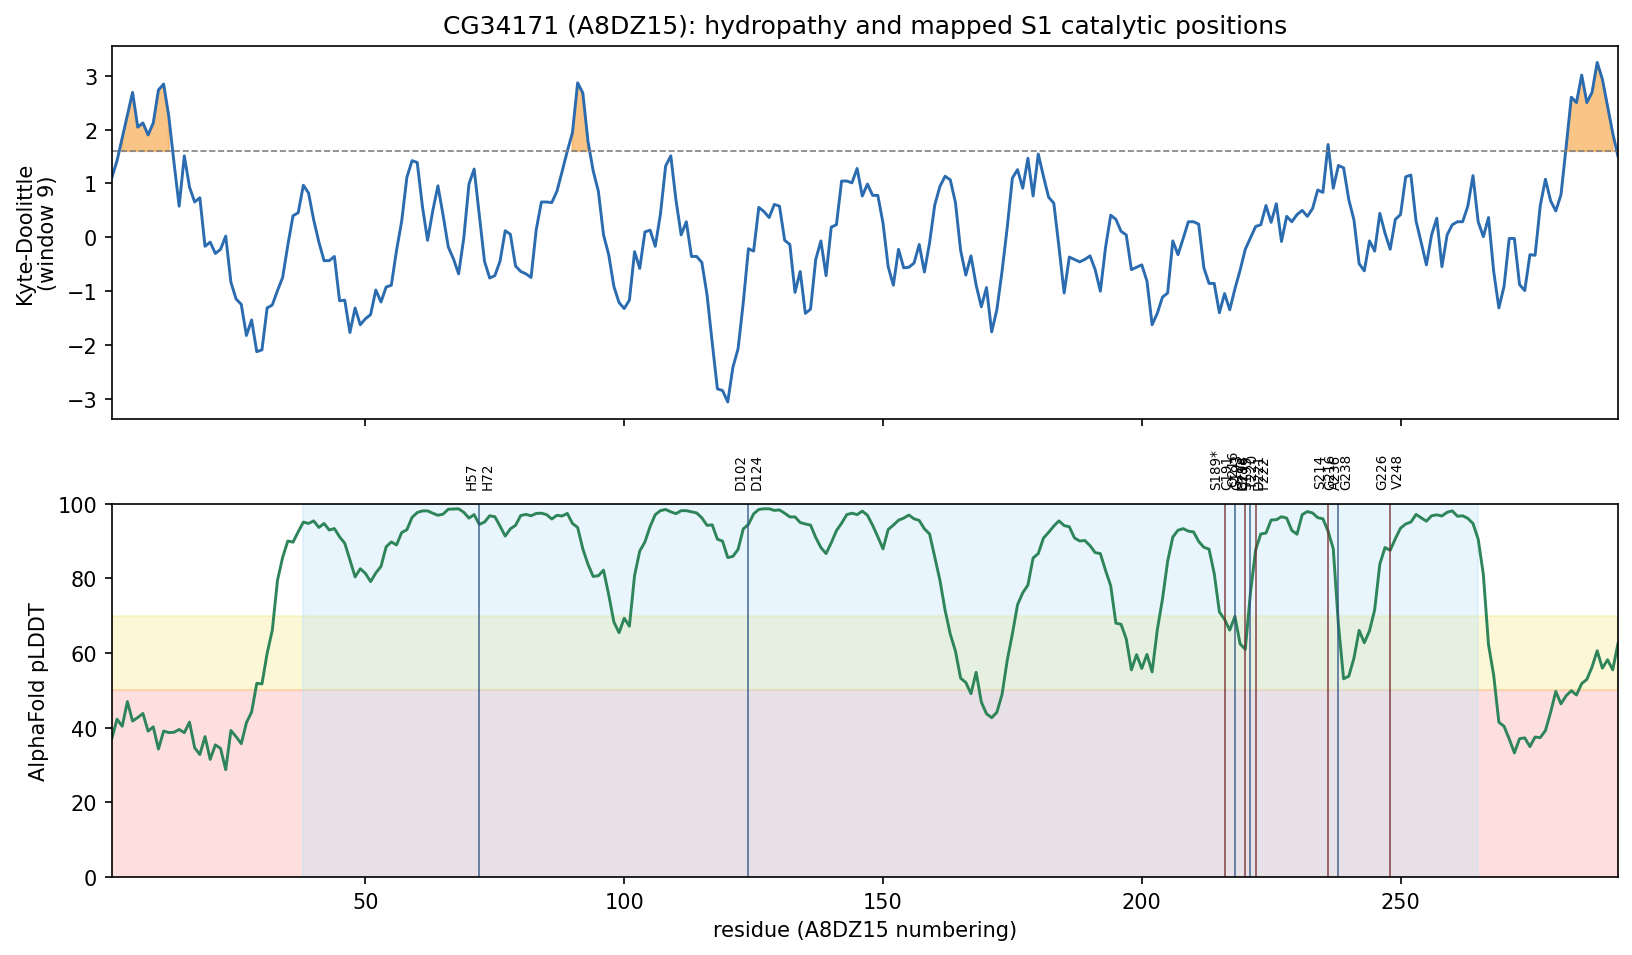 CG34171 (A8DZ15): hydropathy and mapped S1 catalytic positions
Kyte-Doolittle
(window 9)
3
2
1
0
−1
−2
−3
H57
H72
D102
D124
S189*
S214
G238
G226
V248
AlphaFold pLDDT
100
80
60
40
20
0
50
100
150
200
250
residue (A8DZ15 numbering)